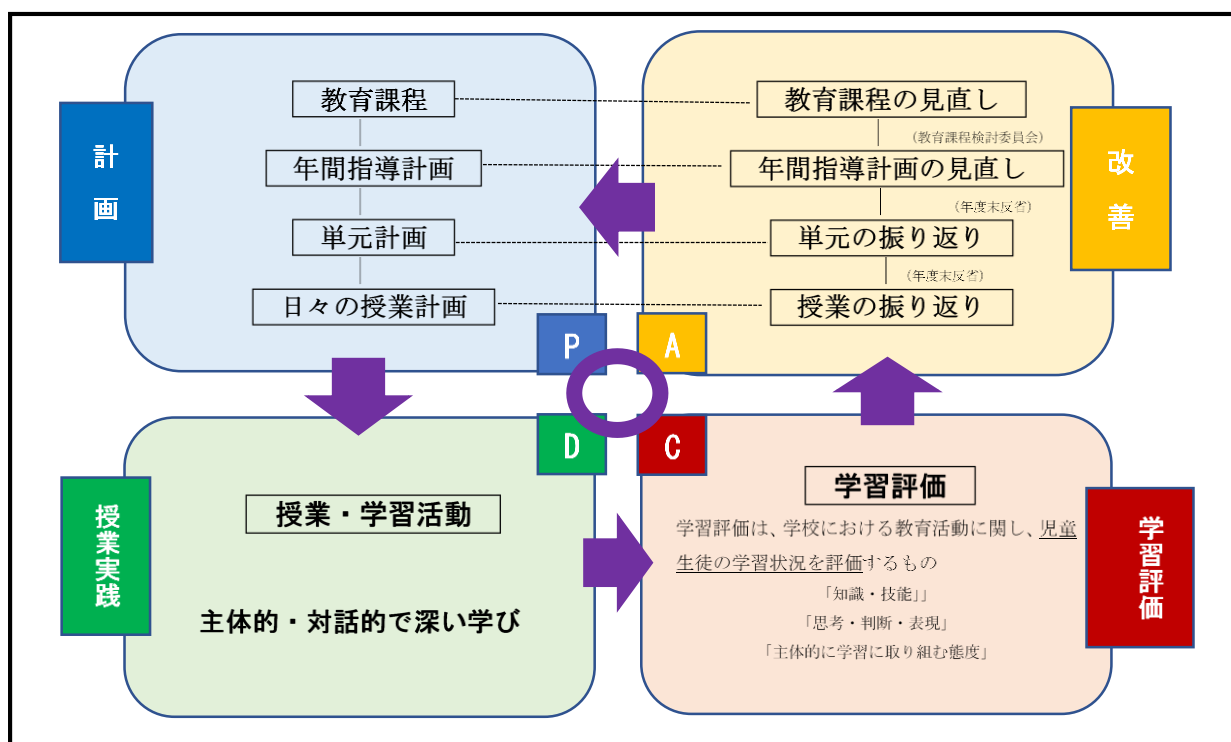 計画
教育課程
年間指導計画
単元計画
日々の授業計画
P
教育課程の見直し
(教育課程検討委員会)
年間指導計画の見直し
(年度末反省)
単元の振り返り
(年度末反省)
授業の振り返り
A
改善
授業実践
D
授業・学習活動
主体的・対話的で深い学び
C
学習評価
学習評価は、学校における教育活動に関し、児童
生徒の学習状況を評価するもの
「知識・技能」」
「思考・判断・表現」
「主体的に学習に取り組む態度」
学習評価